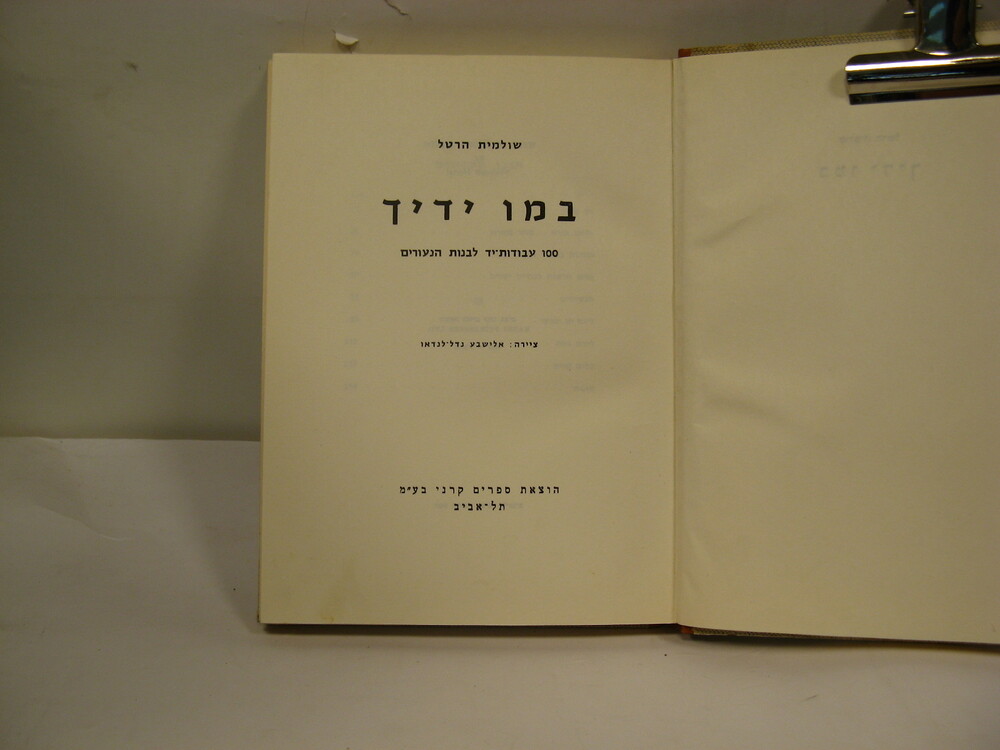 שולמית הרטל
במו ידיך
100 עבודות־יד לבנות הנעורים
ציירה: אלישבע נדל־לנדאו
הוצאת ספרים קרני בע"מ
תל־אביב